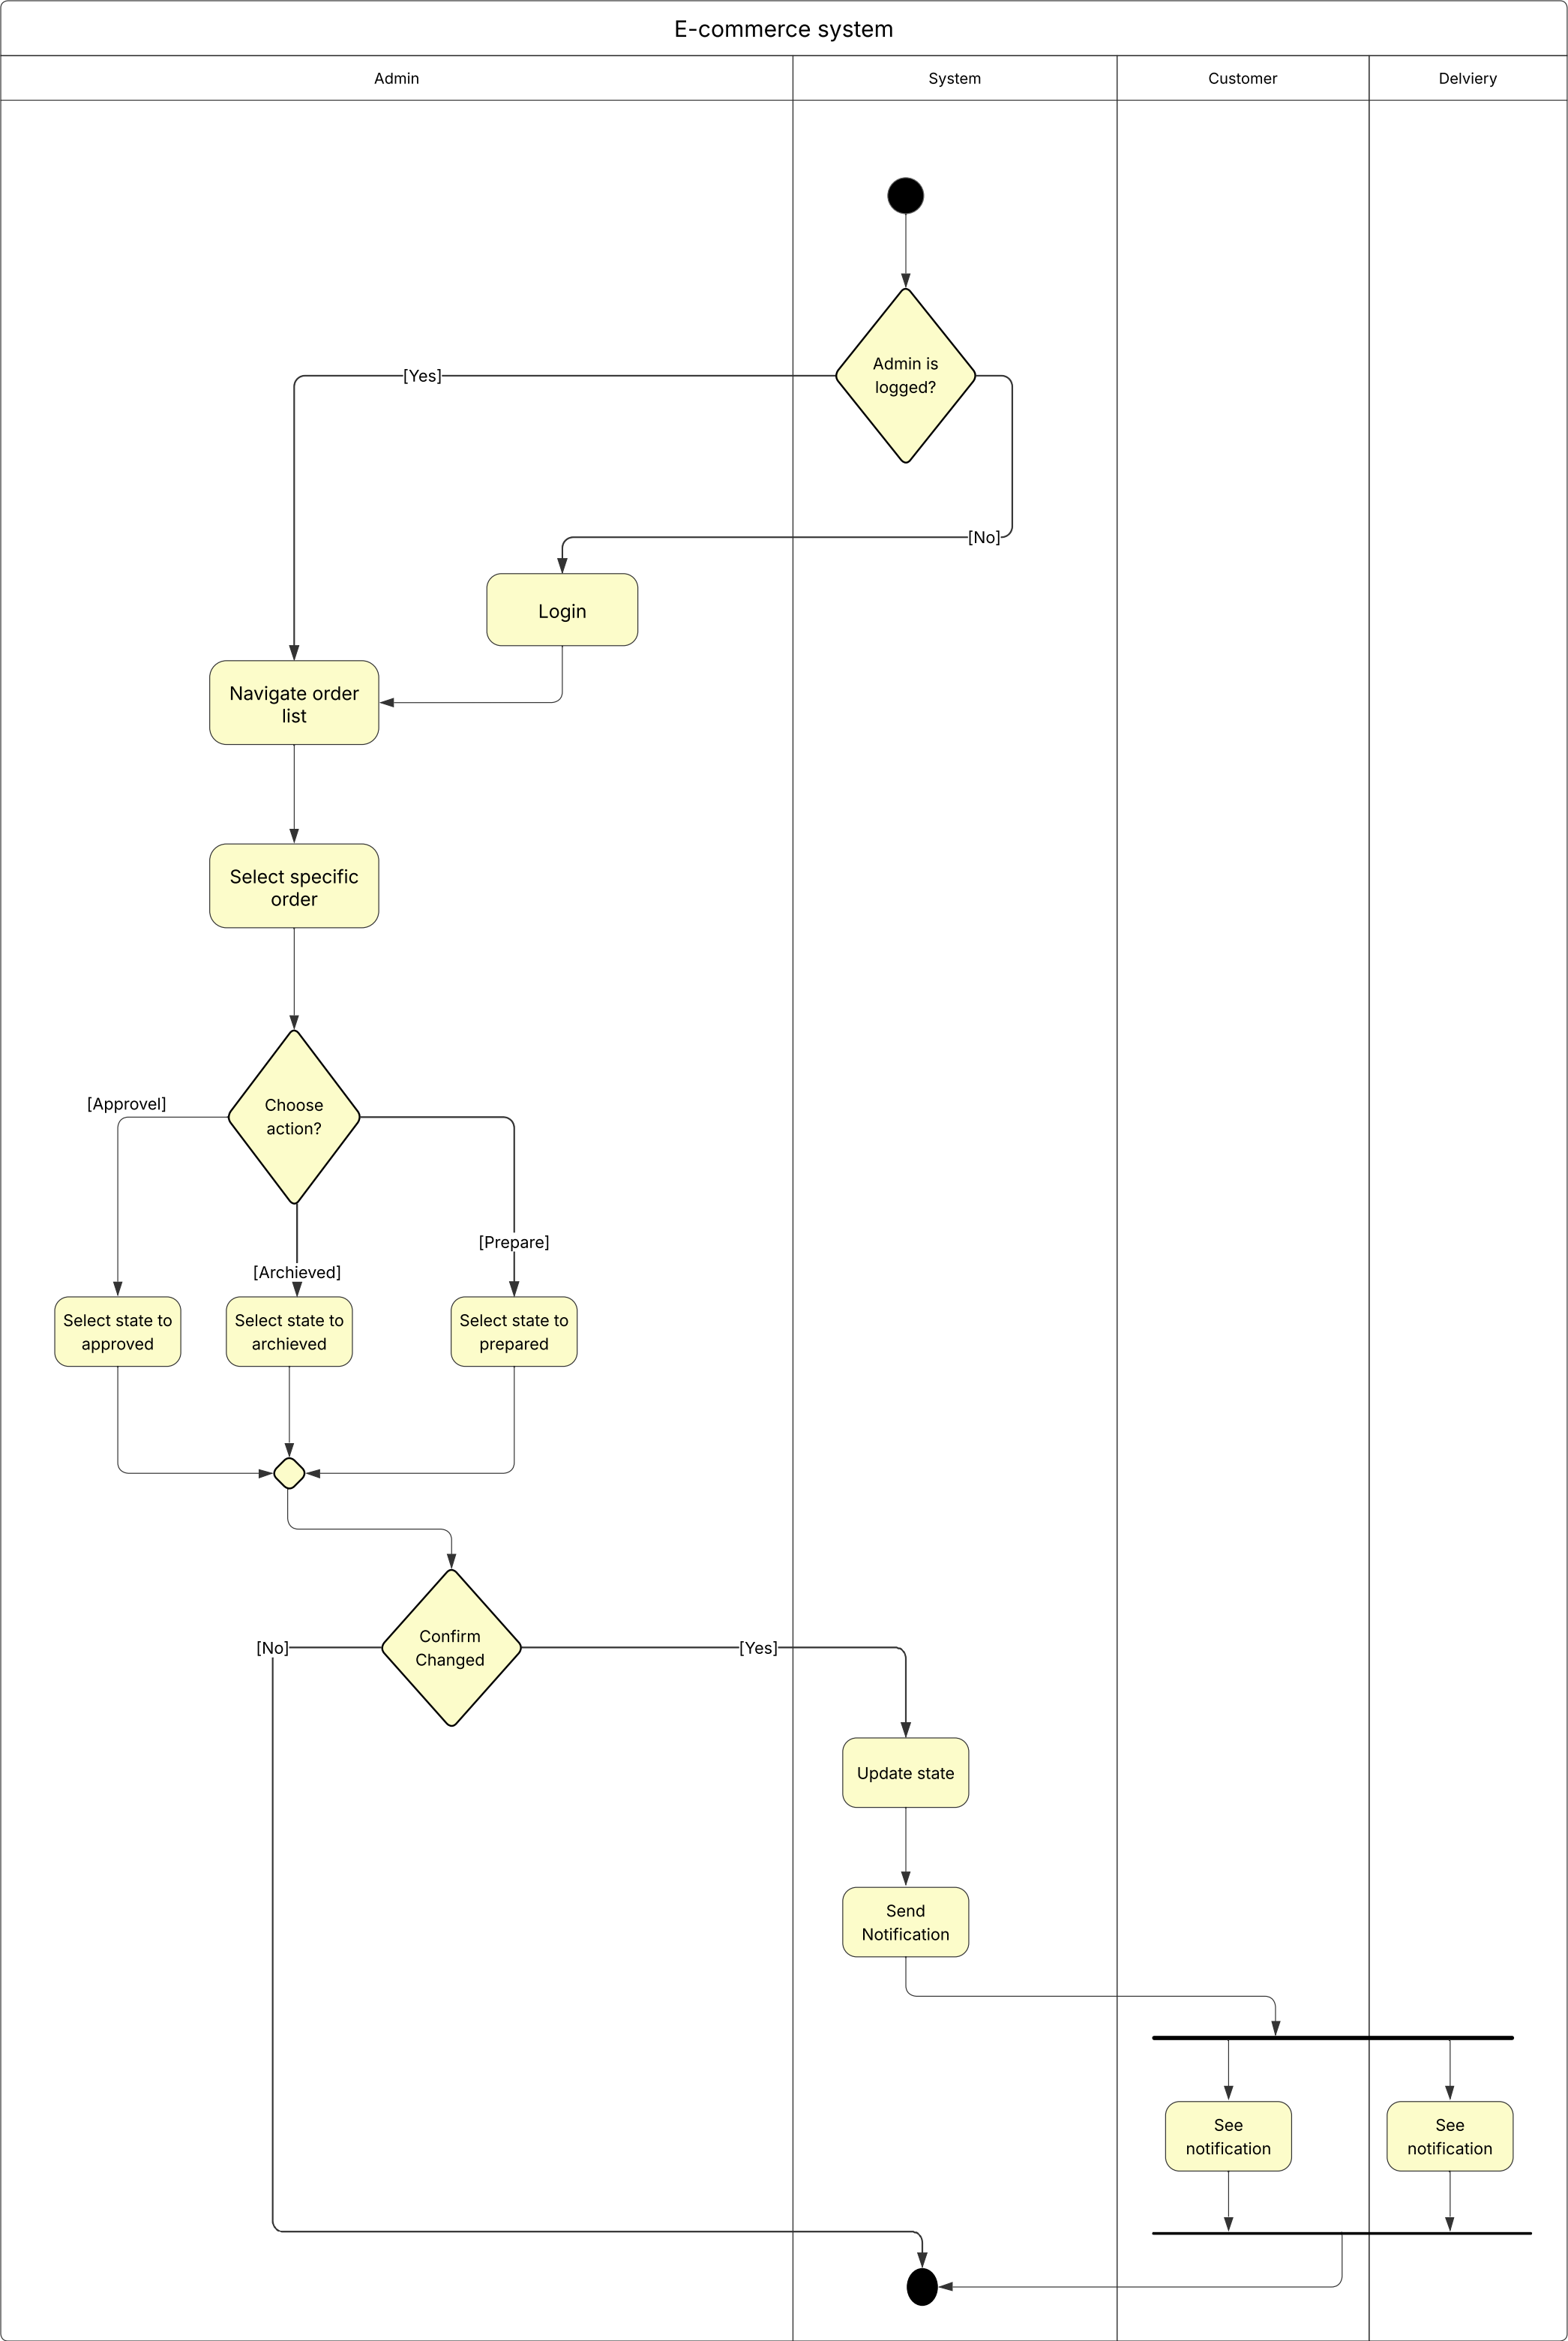 E-commerce system
Admin
System
Customer
Delviery
Admin is
logged?
[Yes]
[No]
Login
Navigate order
list
Select specific
order
Choose
action?
[Approvel]
[Prepare]
[Archieved]
Select state to
approved
Select state to
archieved
Select state to
prepared
Confirm
Changed
[No]
[Yes]
Update state
Send
Notification
See
notification
See
notification